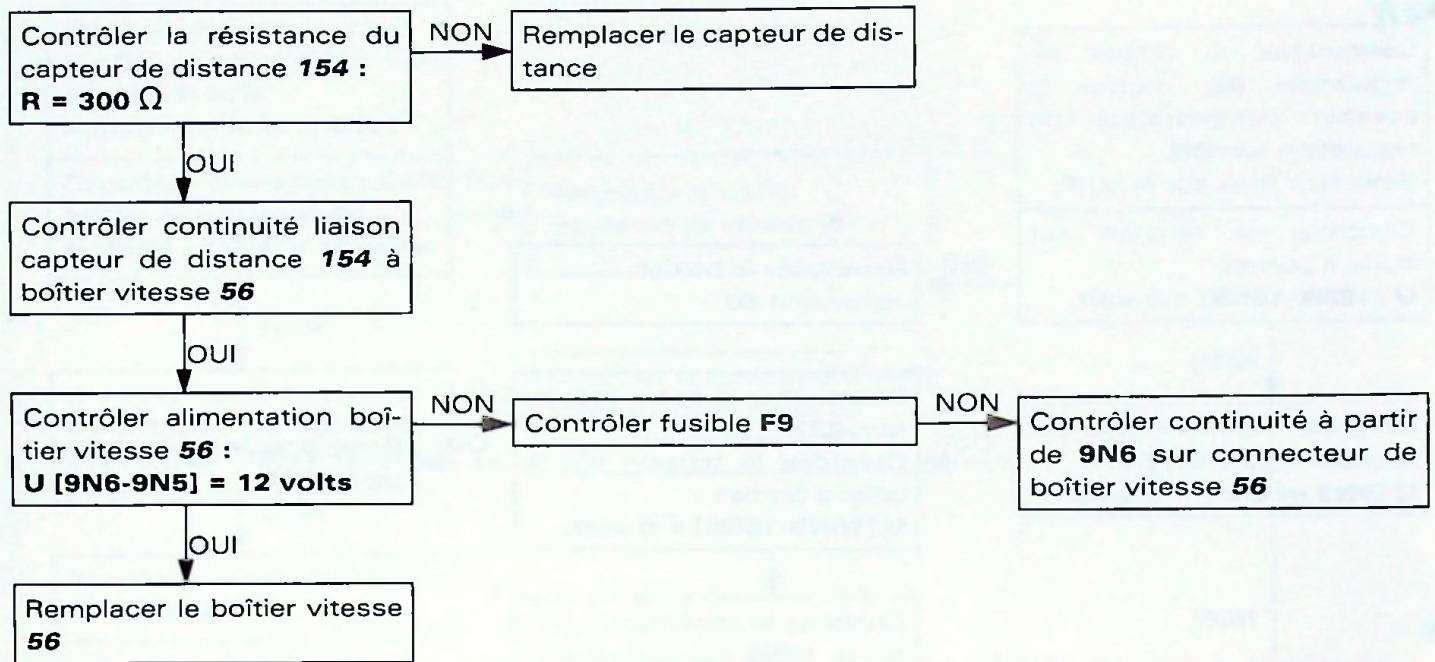 Contrôler la résistance du
capteur de distance 154 :
R = 300 Ω
NON
Remplacer le capteur de dis-
tance
OUI
Contrôler continuité liaison
capteur de distance 154 à
boîtier vitesse 56
OUI
Contrôler alimentation boî-
tier vitesse 56 :
U [9N6-9N5] = 12 volts
NON
Contrôler fusible F9
NON
Contrôler continuité à partir
de 9N6 sur connecteur de
boîtier vitesse 56
OUI
Remplacer le boîtier vitesse
56